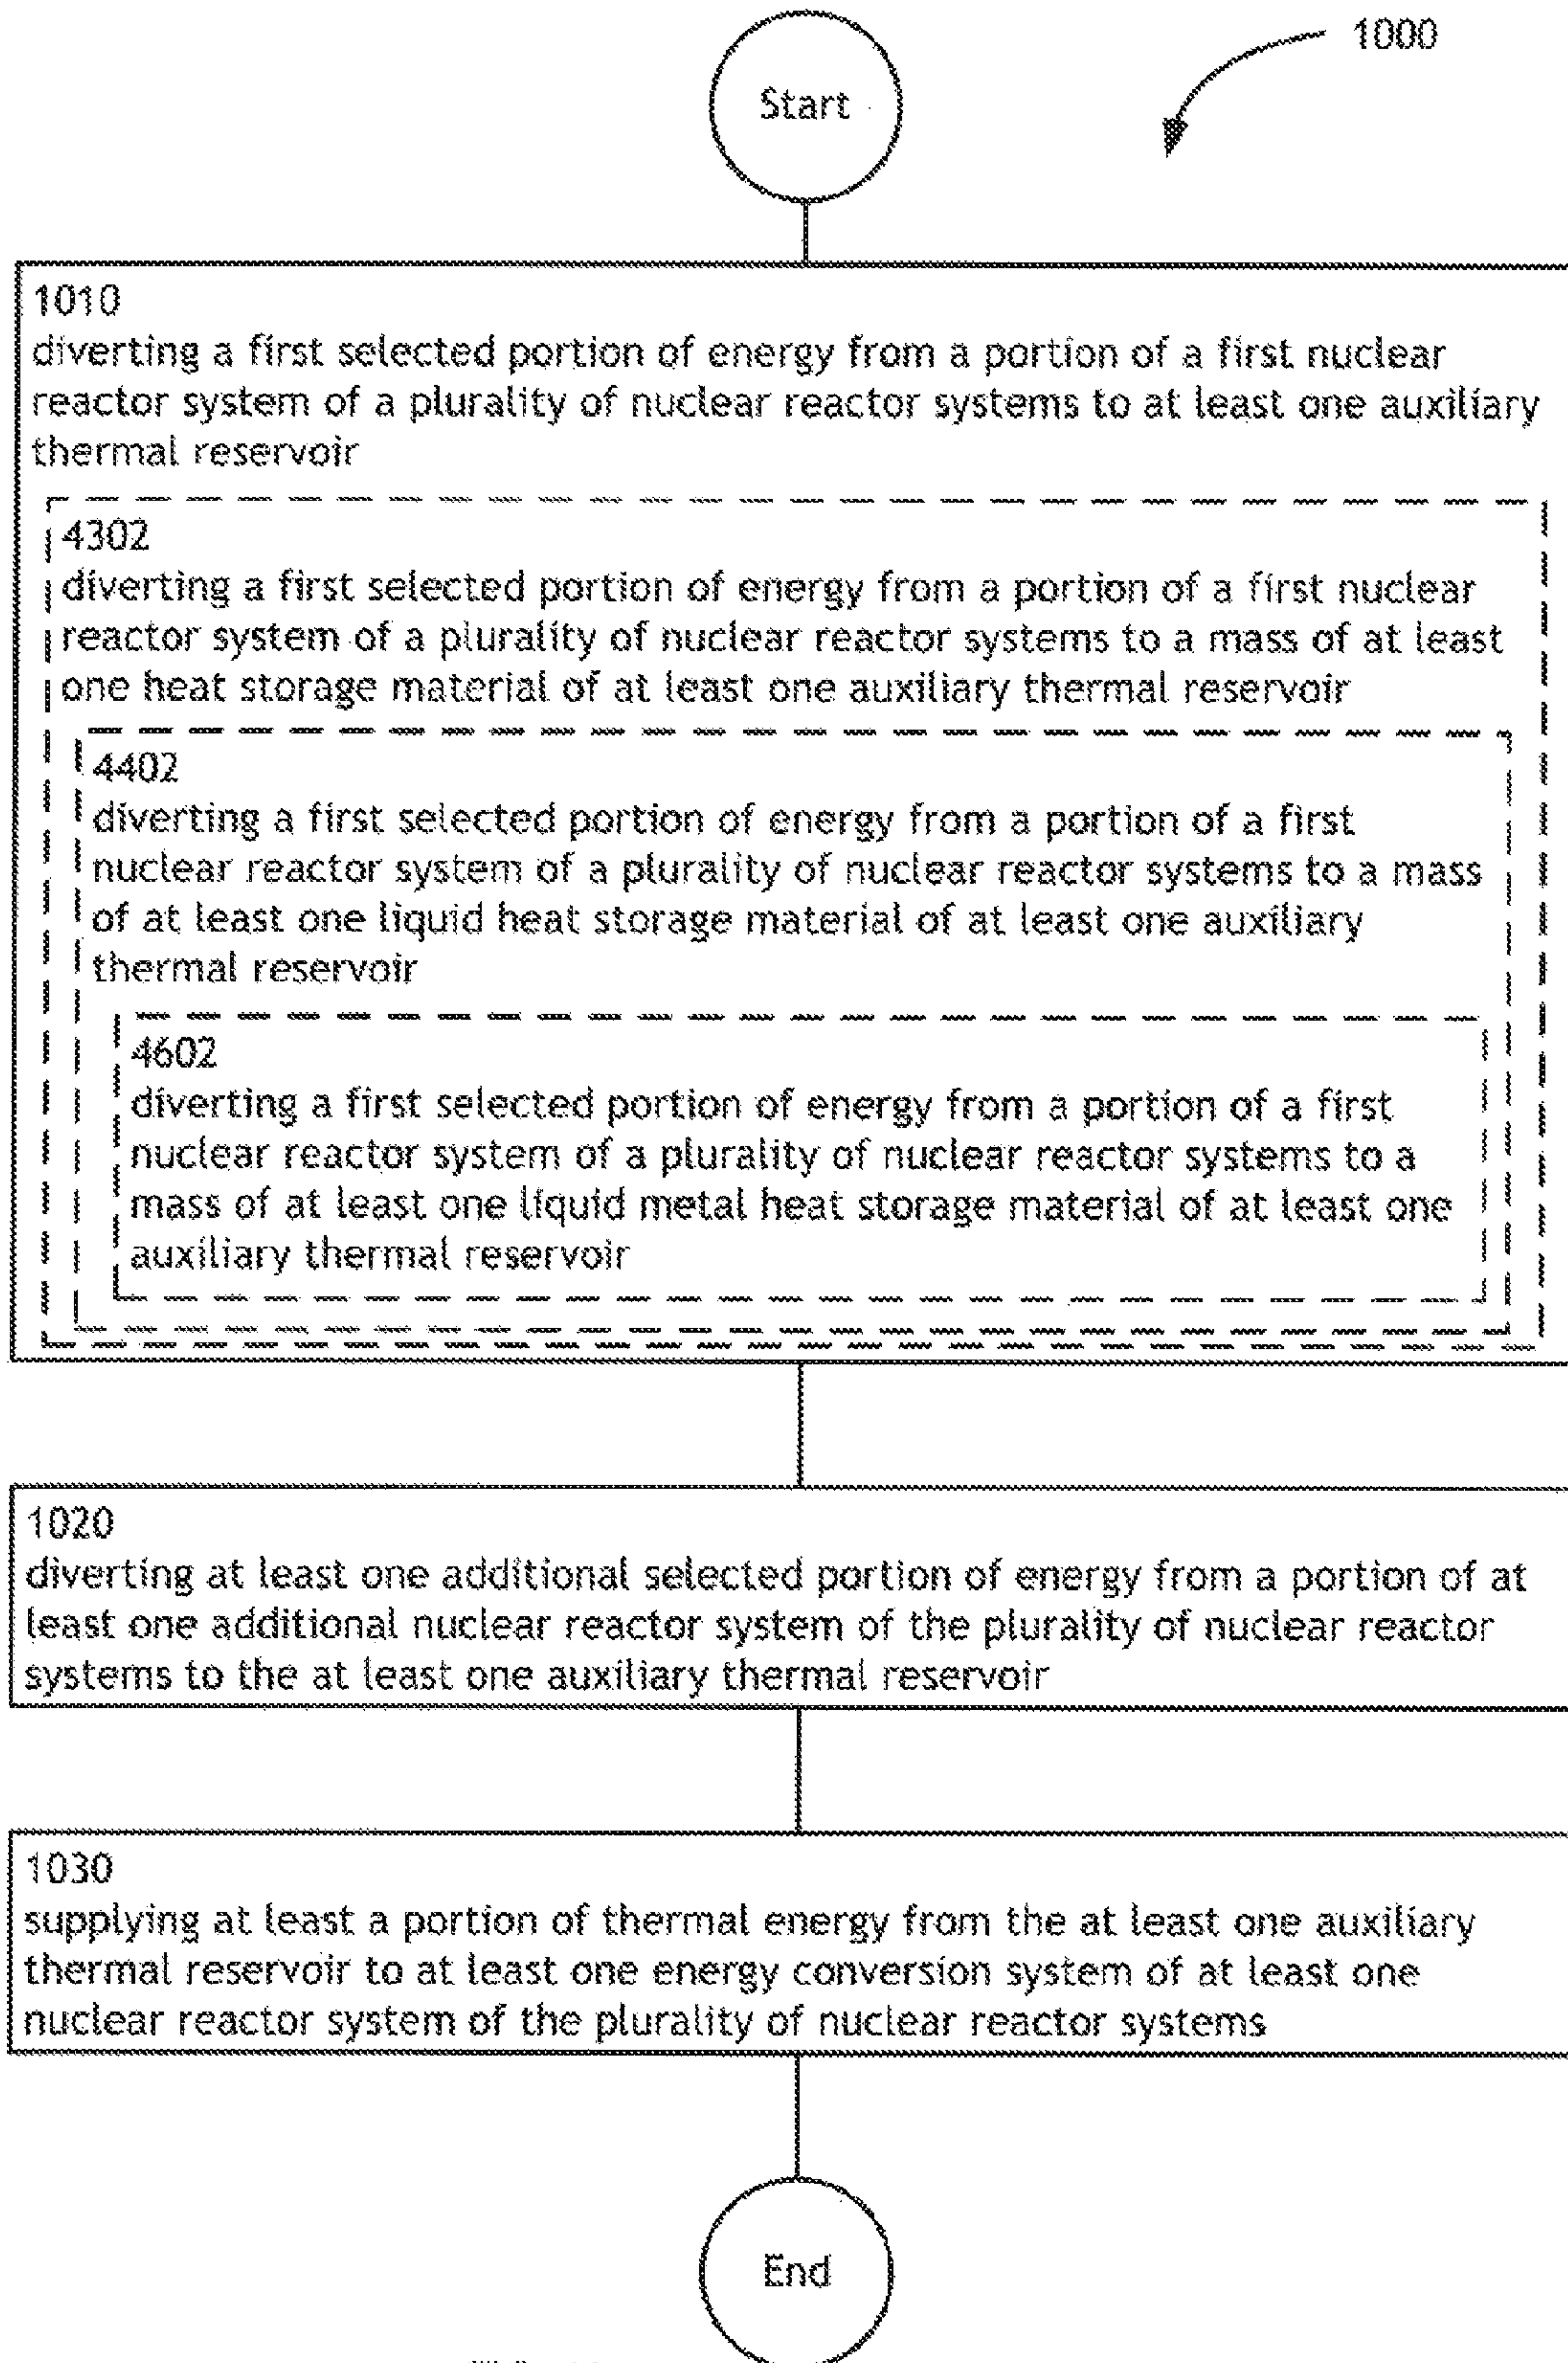 1000
Start
1010
diverting a first selected portion of energy from a portion of a first nuclear
reactor system of a plurality of nuclear reactor systems to at least one auxiliary
thermal reservoir
4302
diverting a first selected portion of energy from a portion of a first nuclear
reactor system of a plurality of nuclear reactor systems to a mass of at least
one heat storage material of at least one auxiliary thermal reservoir
4402
diverting a first selected portion of energy from a portion of a first
nuclear reactor system of a plurality of nuclear reactor systems to a mass
of at least one liquid heat storage material of at least one auxiliary
thermal reservoir
4602
diverting a first selected portion of energy from a portion of a first
nuclear reactor system of a plurality of nuclear reactor systems to a
mass of at least one liquid metal heat storage material of at least one
auxiliary thermal reservoir
1020
diverting at least one additional selected portion of energy from a portion of at
least one additional nuclear reactor system of the plurality of nuclear reactor
systems to the at least one auxiliary thermal reservoir
1030
supplying at least a portion of thermal energy from the at least one auxiliary
thermal reservoir to at least one energy conversion system of at least one
nuclear reactor system of the plurality of nuclear reactor systems
End